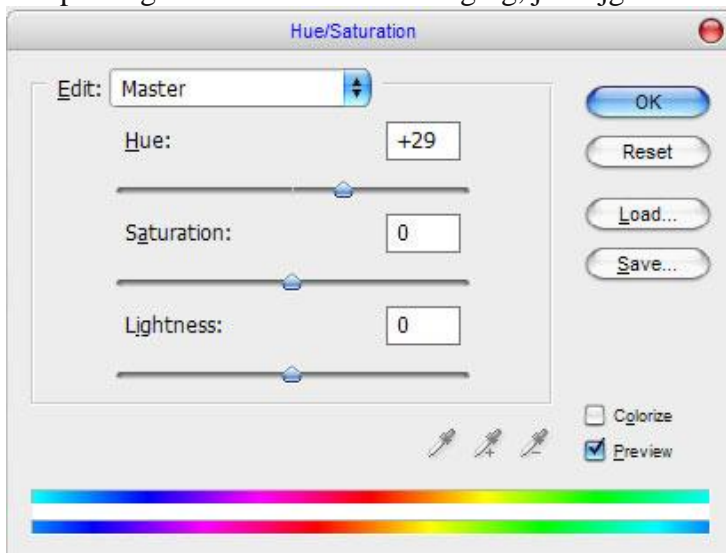 Hue/Saturation
Edit: Master
Hue: +29
Saturation: 0
Lightness: 0
OK
Reset
Load...
Save...
Colorize
Preview